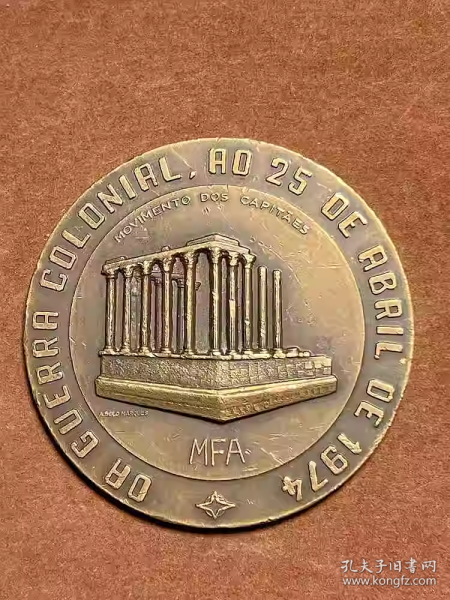 DA GUERRA COLONIAL, AO 25 DE ABRIL DE 1974
MOVIMENTO DOS CAPITÃES
MFA
孔夫子旧书网
www.kongfz.com